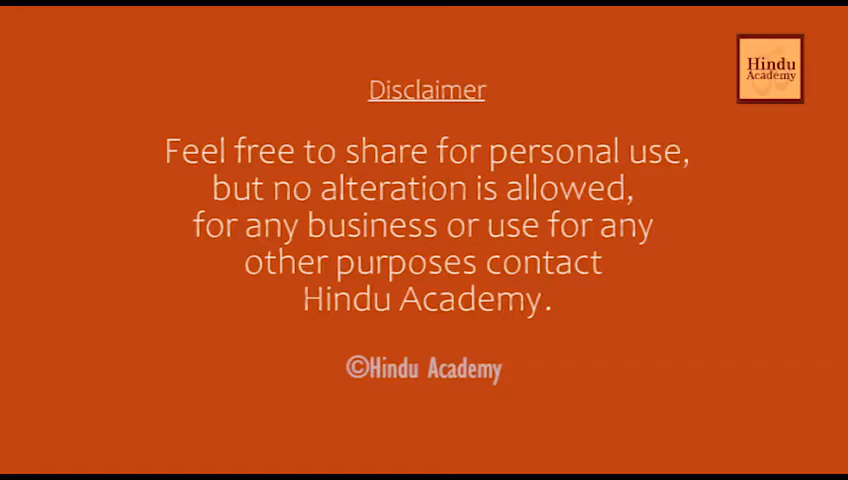 Hindu
Academy
Disclaimer
Feel free to share for personal use,
but no alteration is allowed,
for any business or use for any
other purposes contact
Hindu Academy.
©Hindu Academy